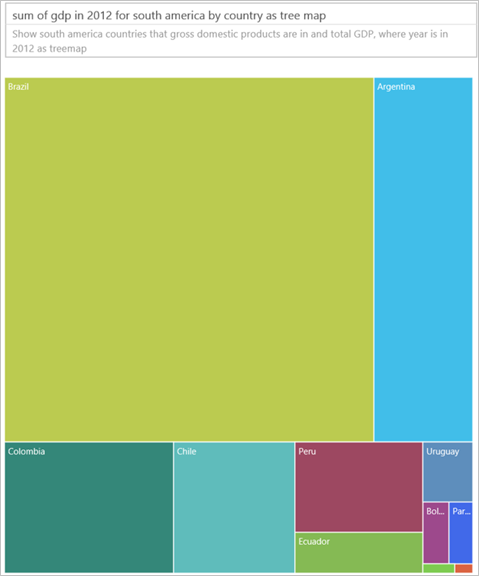 sum of gdp in 2012 for south america by country as tree map
Show south america countries that gross domestic products are in and total GDP, where year is in
2012 as treemap
Brazil
Argentina
Colombia
Chile
Peru
Uruguay
Bol...
Par...
Ecuador